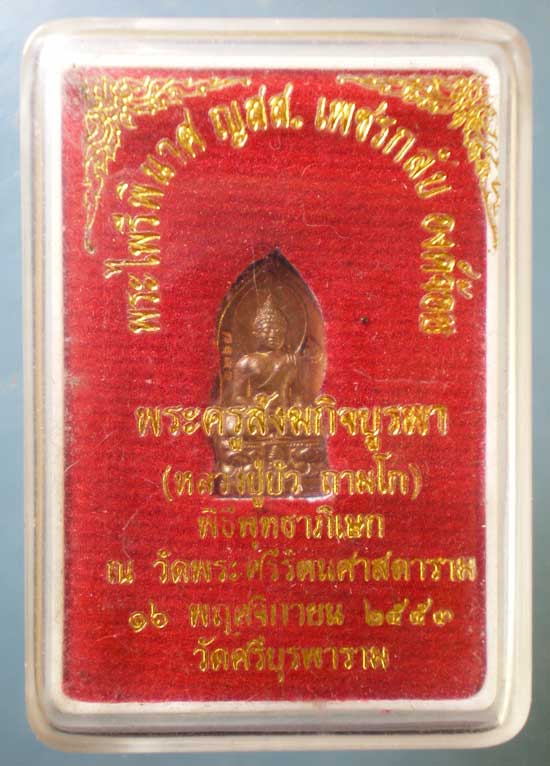 พระไพรีพินาศ ญสส. เพชรกลับ องค์น้อย
พระครูสังฆกิจบูรพา
(หลวงปู่บัว ถามโก)
พิธีพุทธาภิเษก
ณ วัดพระศรีรัตนศาสดาราม
๑๖ พฤศจิกายน ๒๕๕๓
วัดศรีบุรพาราม